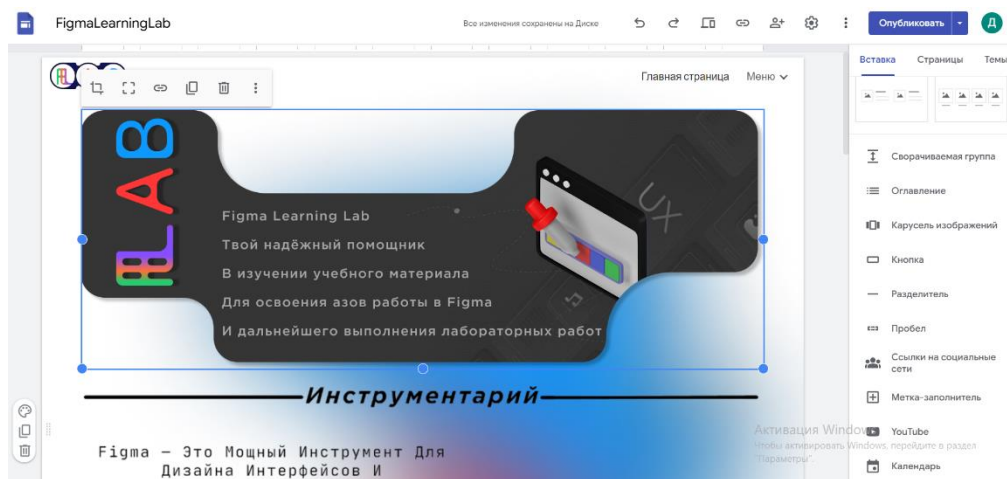 FigmaLearningLab
Все изменения сохранены на Диске
Опубликовать
Д
Вставка Страницы Темы
Главная страница Меню
LAB
UX
Figma Learning Lab
Твой надёжный помощник
В изучении учебного материала
Для освоения азов работы в Figma
И дальнейшего выполнения лабораторных работ
Инструментарий
Figma – Это Мощный Инструмент Для
Дизайна Интерфейсов И
Сворачиваемая группа
Оглавление
Карусель изображений
Кнопка
Разделитель
Пробел
Ссылки на социальные
сети
Метка-заполнитель
YouTube
Календарь
Активация Windows
Чтобы активировать Windows, перейдите в раздел
"Параметры".